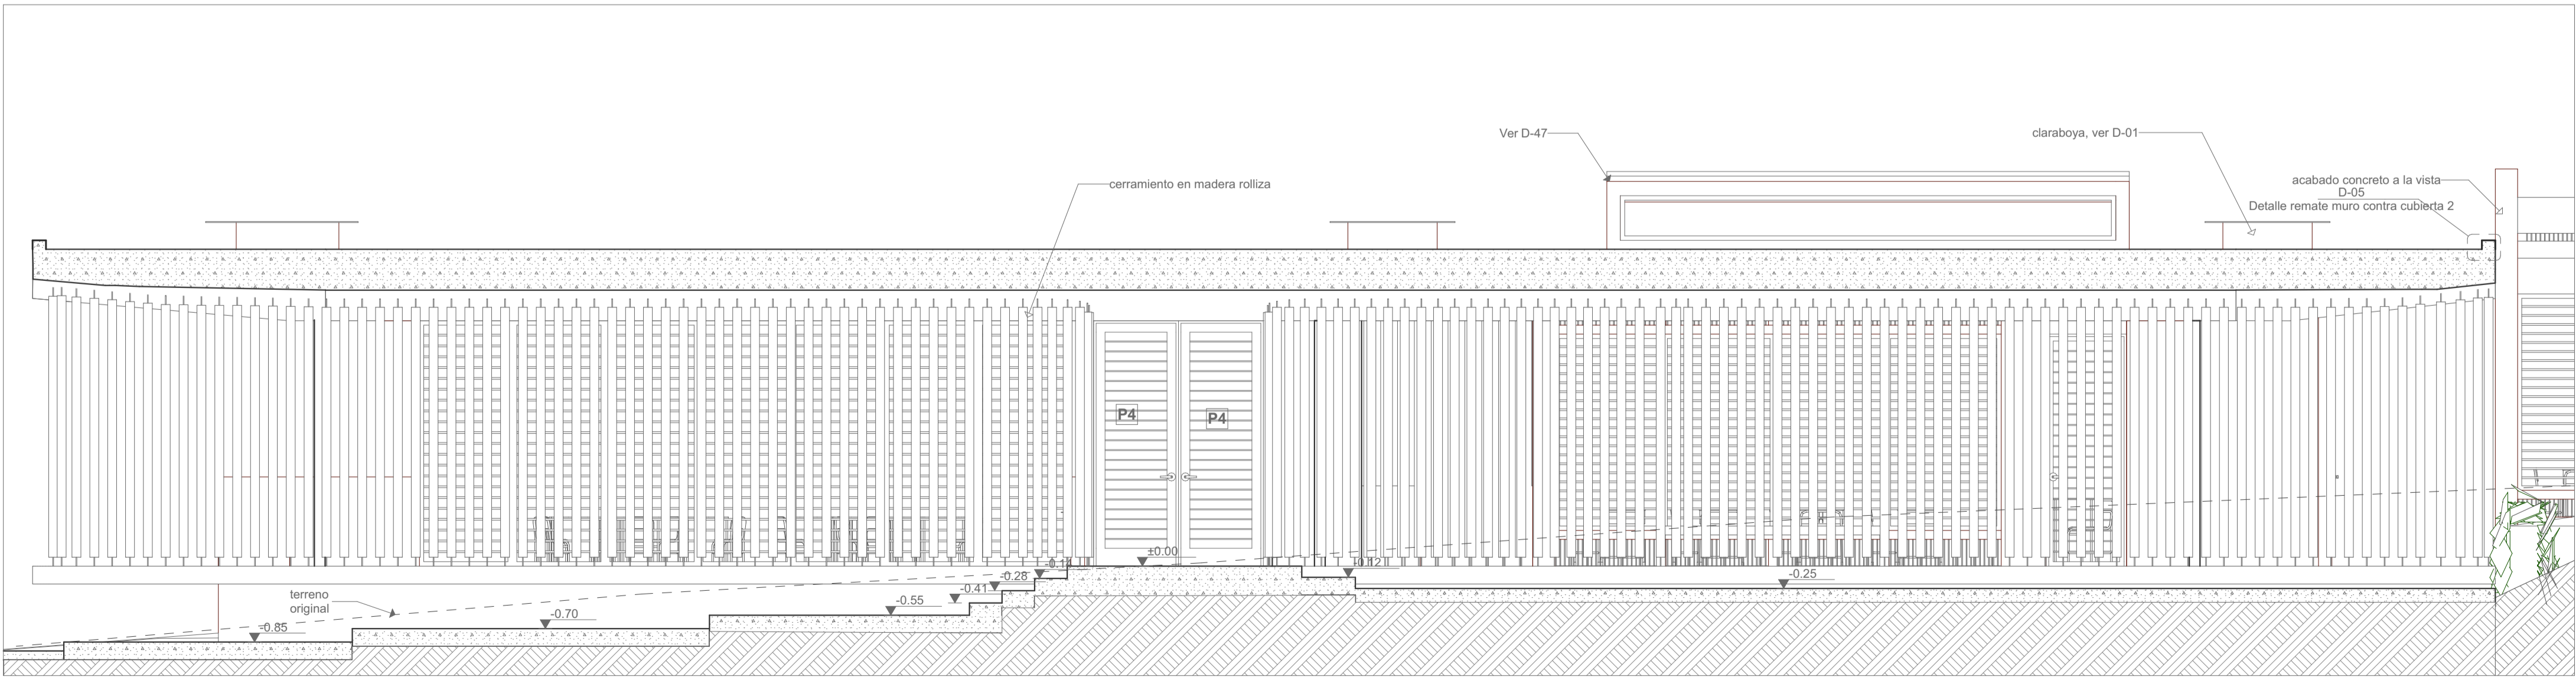 Ver D-47
claraboya, ver D-01
cerramiento en madera rolliza
acabado concreto a la vista
D-05
Detalle remate muro contra cubierta 2
P4
P4
±0.00
-0.12
-0.28
-0.25
-0.41
terreno
original
-0.55
-0.70
-0.85